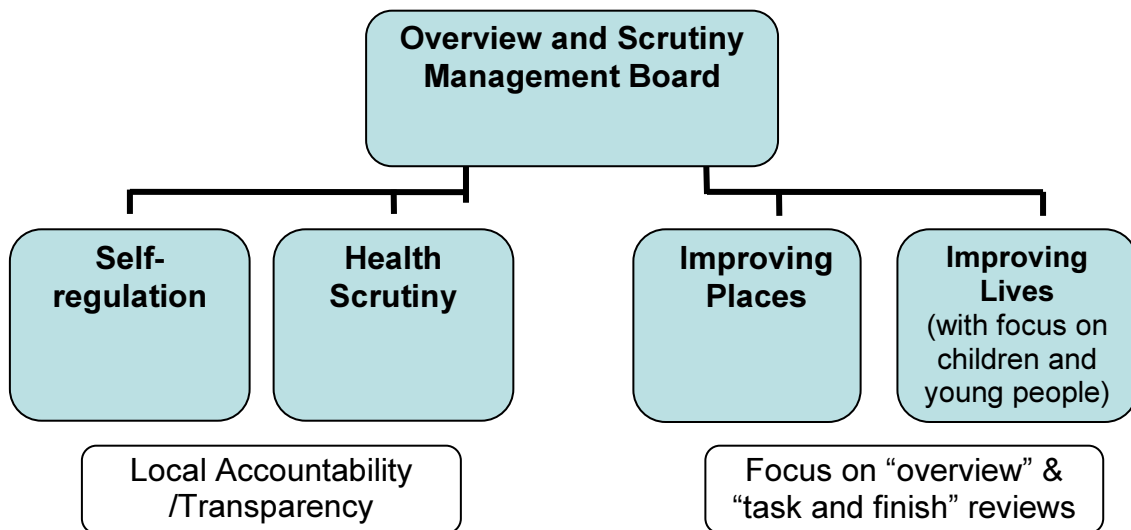 Overview and Scrutiny
Management Board
Self-
regulation
Health
Scrutiny
Improving
Places
Improving
Lives
(with focus on
children and
young people)
Local Accountability
/Transparency
Focus on “overview” &
“task and finish” reviews